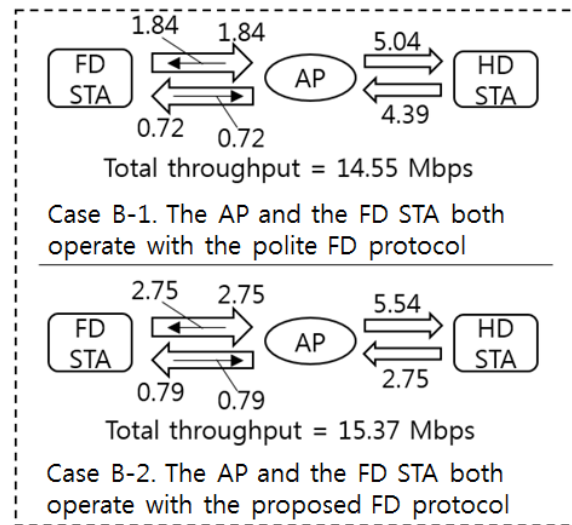 1.84 1.84 5.04
FD STA AP HD STA
0.72 0.72 4.39
Total throughput = 14.55 Mbps
Case B-1. The AP and the FD STA both
operate with the polite FD protocol
2.75 2.75 5.54
FD STA AP HD STA
0.79 0.79 2.75
Total throughput = 15.37 Mbps
Case B-2. The AP and the FD STA both
operate with the proposed FD protocol